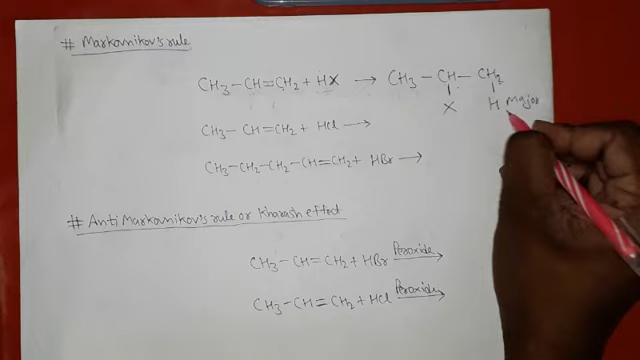 # Markovnikov's rule
CH3-CH=CH2 + HX → CH3-CH-CH2
X H Major
CH3-CH=CH2 + HCl →
CH3-CH2-CH2-CH=CH2 + HBr →
# Anti Markovnikov's rule or Kharash effect
CH3-CH=CH2 + HBr Peroxide →
CH3-CH=CH2 + HCl Peroxide →